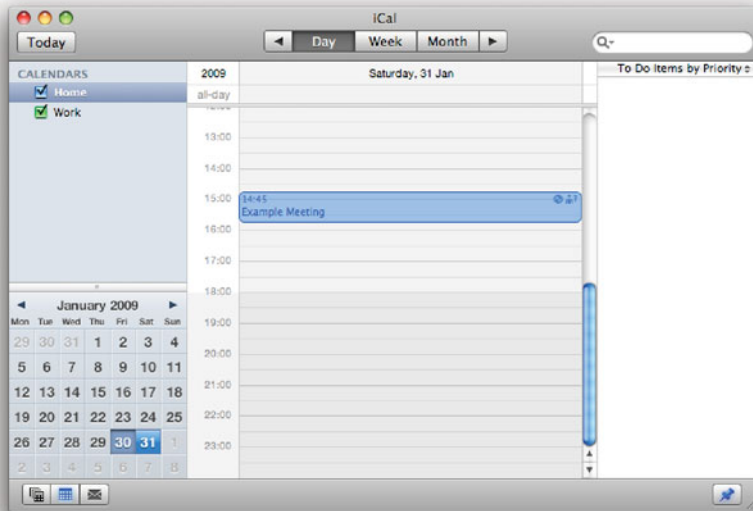 iCal
Today
Day Week Month
CALENDARS
Home
Work
2009 Saturday, 31 Jan
all-day
To Do Items by Priority
12:00
13:00
14:00
15:00
14:45
Example Meeting
16:00
17:00
18:00
19:00
20:00
21:00
22:00
23:00
January 2009
Mon Tue Wed Thu Fri Sat Sun
29 30 31 1 2 3 4
5 6 7 8 9 10 11
12 13 14 15 16 17 18
19 20 21 22 23 24 25
26 27 28 29 30 31 1
2 3 4 5 6 7 8